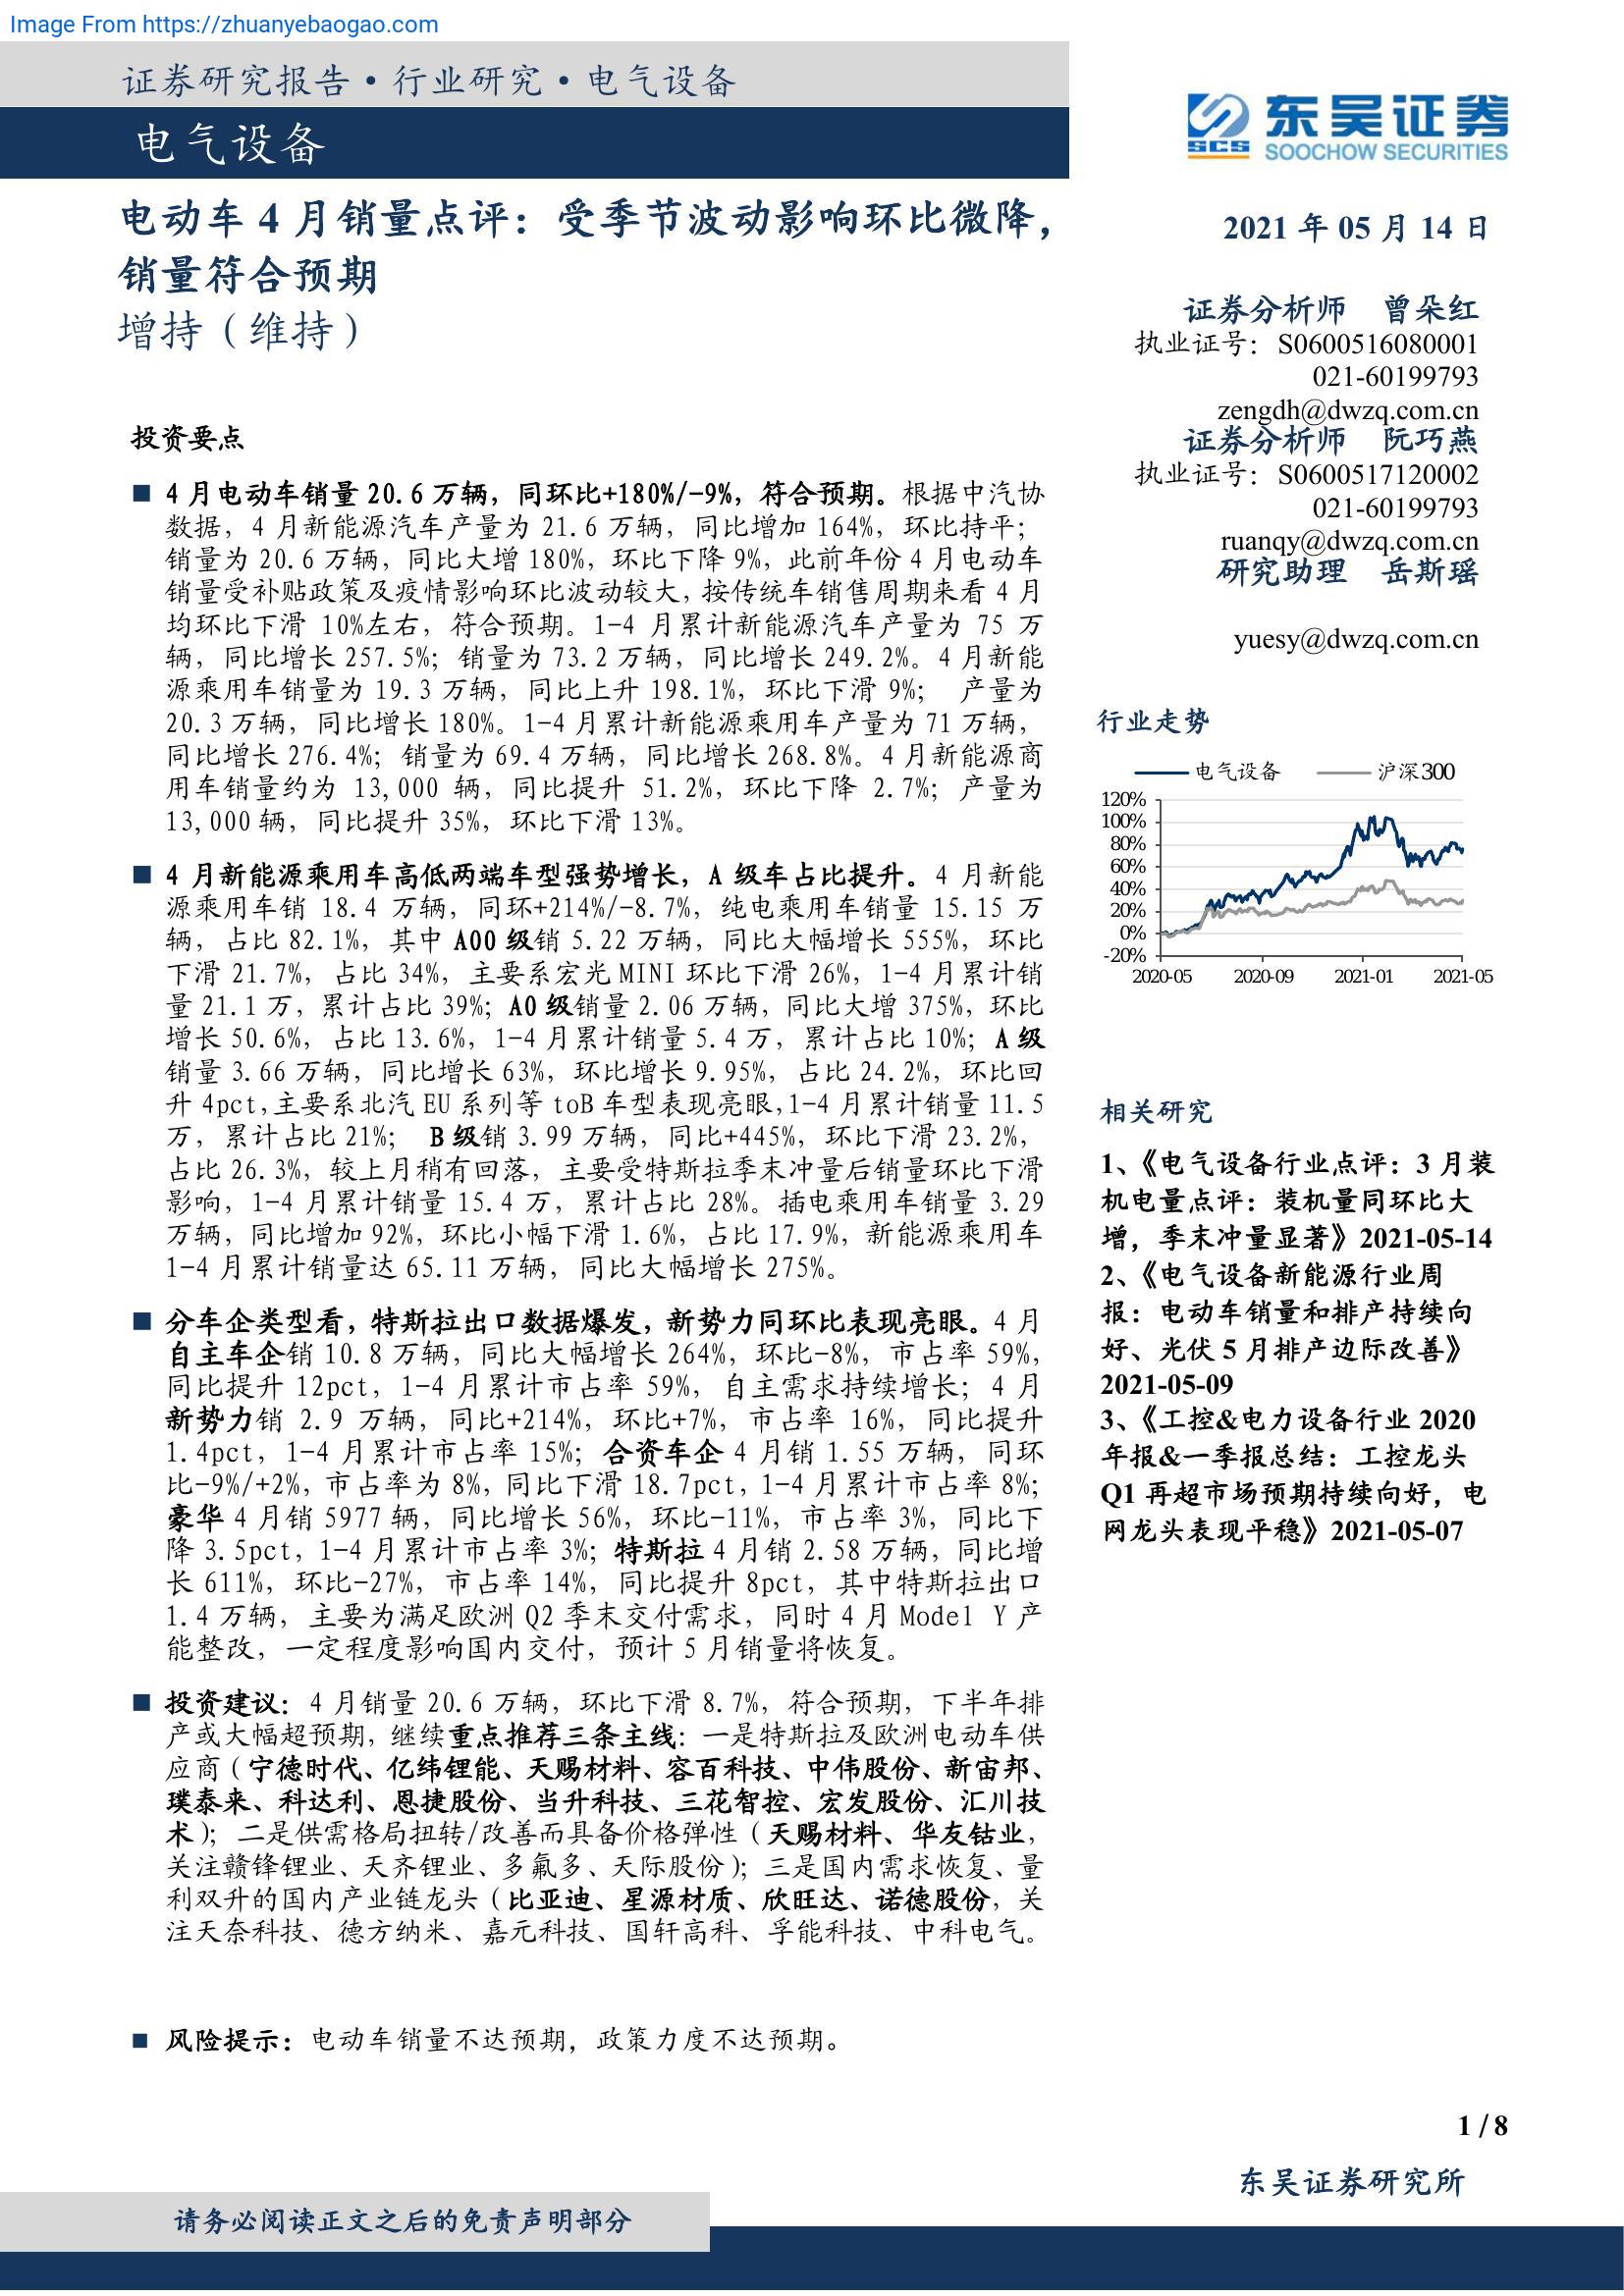 Image From https://zhuanyebaogao.com
证券研究报告·行业研究·电气设备
电气设备
东吴证券
SCS
SOOCHOW SECURITIES
电动车 4 月销量点评：受季节波动影响环比微降，
销量符合预期
增持（维持）
投资要点
■ 4 月电动车销量 20.6 万辆，同环比+180%/-9%，符合预期。根据中汽协
数据，4 月新能源汽车产量为 21.6 万辆，同比增加 164%，环比持平；
销量为 20.6 万辆，同比大增 180%，环比下降 9%，此前年份 4 月电动车
销量受补贴政策及疫情影响环比波动较大，按传统车销售周期来看 4 月
均环比下滑 10%左右，符合预期。1-4 月累计新能源汽车产量为 75 万
辆，同比增长 257.5%；销量为 73.2 万辆，同比增长 249.2%。4 月新能
源乘用车销量为 19.3 万辆，同比上升 198.1%，环比下滑 9%； 产量为
20.3 万辆，同比增长 180%。1-4 月累计新能源乘用车产量为 71 万辆，
同比增长 276.4%；销量为 69.4 万辆，同比增长 268.8%。4 月新能源商
用车销量约为 13,000 辆，同比提升 51.2%，环比下降 2.7%；产量为
13,000 辆，同比提升 35%，环比下滑 13%。
■ 4 月新能源乘用车高低两端车型强势增长，A 级车占比提升。4 月新能
源乘用车销 18.4 万辆，同环+214%/-8.7%，纯电乘用车销量 15.15 万
辆，占比 82.1%，其中 A00 级销 5.22 万辆，同比大幅增长 555%，环比
下滑 21.7%，占比 34%，主要系宏光 MINI 环比下滑 26%，1-4 月累计销
量 21.1 万，累计占比 39%；A0 级销量 2.06 万辆，同比大增 375%，环比
增长 50.6%，占比 13.6%，1-4 月累计销量 5.4 万，累计占比 10%；A 级
销量 3.66 万辆，同比增长 63%，环比增长 9.95%，占比 24.2%，环比回
升 4pct,主要系北汽 EU 系列等 toB 车型表现亮眼,1-4 月累计销量 11.5
万，累计占比 21%； B 级销 3.99 万辆，同比+445%，环比下滑 23.2%，
占比 26.3%，较上月稍有回落，主要受特斯拉季末冲量后销量环比下滑
影响，1-4 月累计销量 15.4 万，累计占比 28%。插电乘用车销量 3.29
万辆，同比增加 92%，环比小幅下滑 1.6%，占比 17.9%，新能源乘用车
1-4 月累计销量达 65.11 万辆，同比大幅增长 275%。
■ 分车企类型看，特斯拉出口数据爆发，新势力同环比表现亮眼。4 月
自主车企销 10.8 万辆，同比大幅增长 264%，环比-8%，市占率 59%，
同比提升 12pct，1-4 月累计市占率 59%，自主需求持续增长；4 月
新势力销 2.9 万辆，同比+214%，环比+7%，市占率 16%，同比提升
1.4pct，1-4 月累计市占率 15%；合资车企 4 月销 1.55 万辆，同环
比-9%/+2%，市占率为 8%，同比下滑 18.7pct，1-4 月累计市占率 8%；
豪华 4 月销 5977 辆，同比增长 56%，环比-11%，市占率 3%，同比下
降 3.5pct，1-4 月累计市占率 3%；特斯拉 4 月销 2.58 万辆，同比增
长 611%，环比-27%，市占率 14%，同比提升 8pct，其中特斯拉出口
1.4 万辆，主要为满足欧洲 Q2 季末交付需求，同时 4 月 Model Y 产
能整改，一定程度影响国内交付，预计 5 月销量将恢复。
■ 投资建议：4 月销量 20.6 万辆，环比下滑 8.7%，符合预期，下半年排
产或大幅超预期，继续重点推荐三条主线：一是特斯拉及欧洲电动车供
应商（宁德时代、亿纬锂能、天赐材料、容百科技、中伟股份、新宙邦、
璞泰来、科达利、恩捷股份、当升科技、三花智控、宏发股份、汇川技
术）；二是供需格局扭转/改善而具备价格弹性（天赐材料、华友钴业，
关注赣锋锂业、天齐锂业、多氟多、天际股份）；三是国内需求恢复、量
利双升的国内产业链龙头（比亚迪、星源材质、欣旺达、诺德股份，关
注天奈科技、德方纳米、嘉元科技、国轩高科、孚能科技、中科电气。
■ 风险提示：电动车销量不达预期，政策力度不达预期。
2021 年 05 月 14 日
证券分析师 曾朵红
执业证号：S0600516080001
021-60199793
zengdh@dwzq.com.cn
证券分析师 阮巧燕
执业证号：S0600517120002
021-60199793
ruanqy@dwzq.com.cn
研究助理 岳斯瑶
yuesy@dwzq.com.cn
行业走势
电气设备 沪深300
120%
100%
80%
60%
40%
20%
0%
-20%
2020-05 2020-09 2021-01 2021-05
相关研究
1、《电气设备行业点评：3 月装
机电量点评：装机量同环比大
增，季末冲量显著》2021-05-14
2、《电气设备新能源行业周
报：电动车销量和排产持续向
好、光伏 5 月排产边际改善》
2021-05-09
3、《工控&电力设备行业 2020
年报&一季报总结：工控龙头
Q1 再超市场预期持续向好，电
网龙头表现平稳》2021-05-07
1 / 8
东吴证券研究所
请务必阅读正文之后的免责声明部分